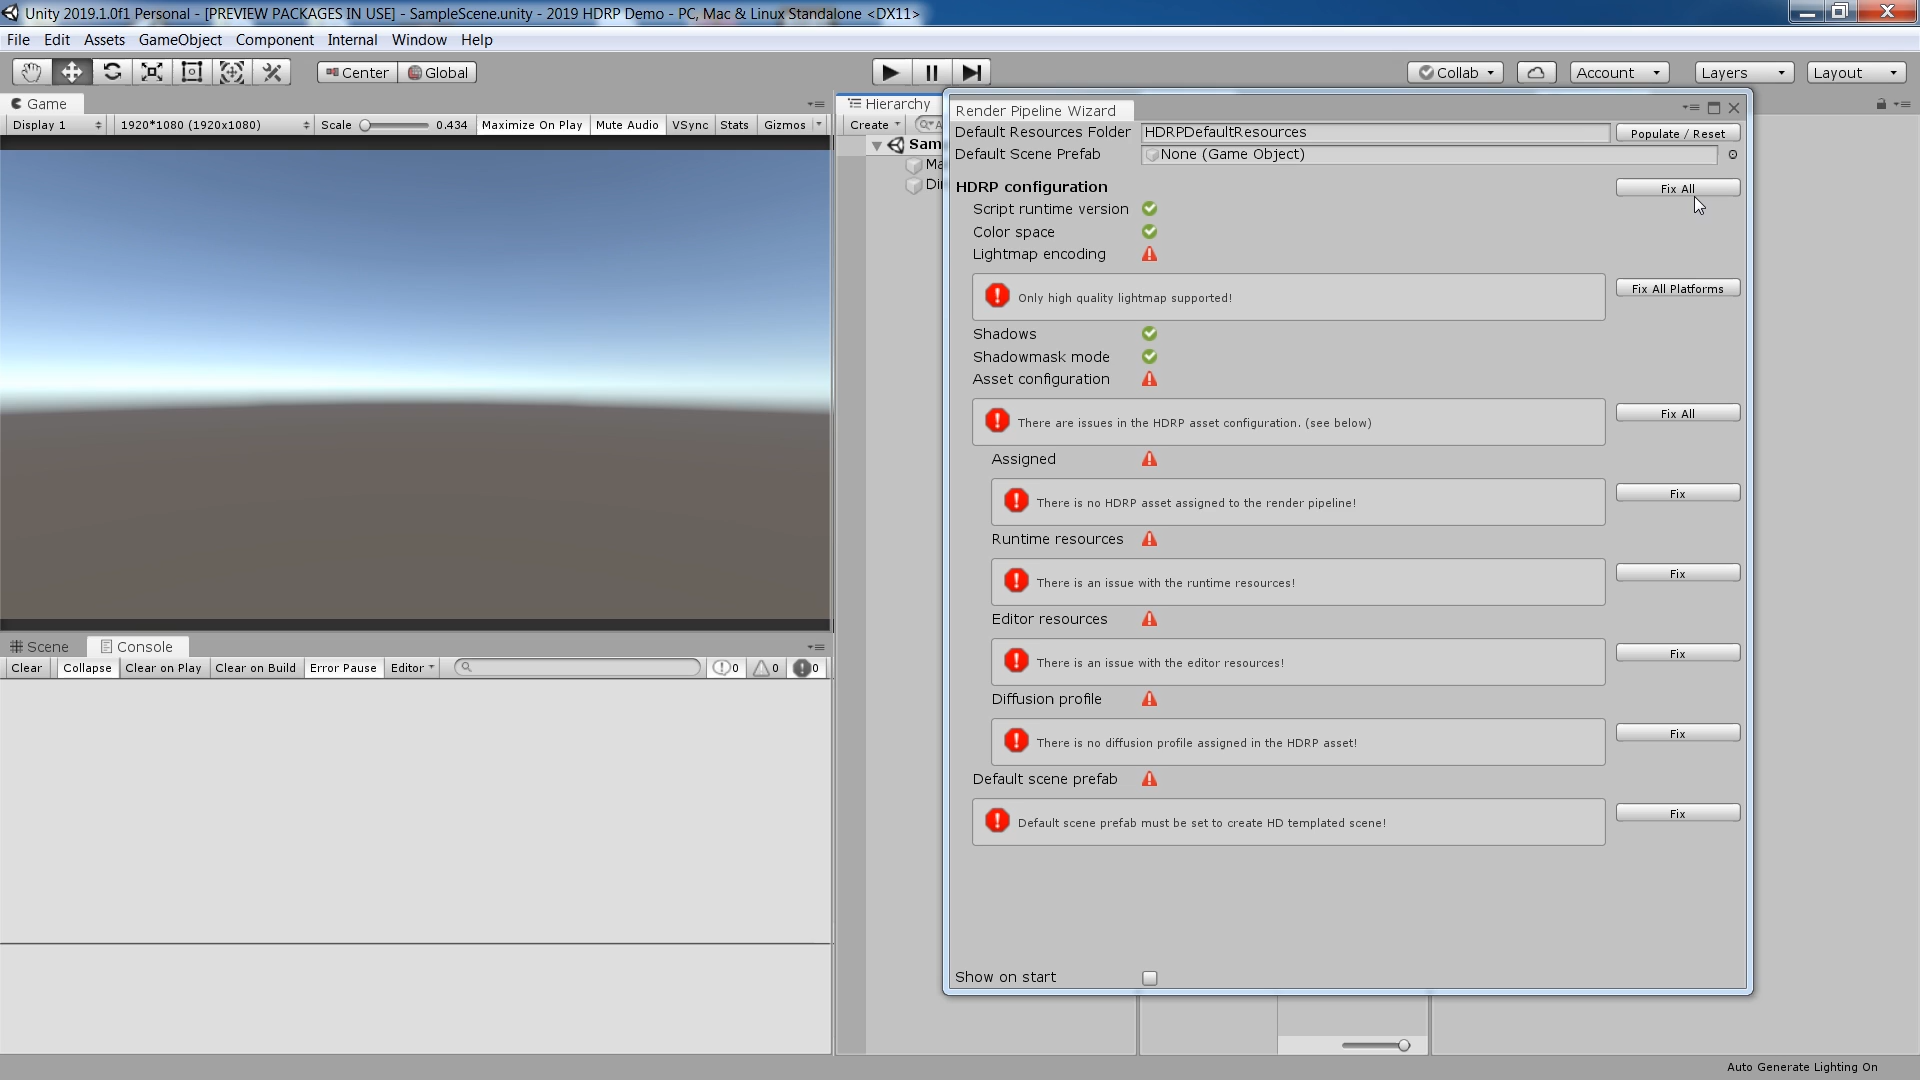 Unity 2019.1.0f1 Personal - [PREVIEW PACKAGES IN USE] - SampleScene.unity - 2019 HDRP Demo - PC, Mac & Linux Standalone <DX11>
File Edit Assets GameObject Component Internal Window Help
Center Global Collab Account Layers Layout
Game
Display 1 1920*1080 (1920x1080) Scale 0.434 Maximize On Play Mute Audio VSync Stats Gizmos
Hierarchy
Create
Sam
Ma
Dir
Render Pipeline Wizard
Default Resources Folder HDRPDefaultResources Populate / Reset
Default Scene Prefab None (Game Object)
HDRP configuration Fix All
Script runtime version
Color space
Lightmap encoding
Only high quality lightmap supported! Fix All Platforms
Shadows
Shadowmask mode
Asset configuration
There are issues in the HDRP asset configuration. (see below) Fix All
Assigned
There is no HDRP asset assigned to the render pipeline! Fix
Runtime resources
There is an issue with the runtime resources! Fix
Editor resources
There is an issue with the editor resources! Fix
Diffusion profile
There is no diffusion profile assigned in the HDRP asset! Fix
Default scene prefab
Default scene prefab must be set to create HD templated scene! Fix
Show on start
Scene Console
Clear Collapse Clear on Play Clear on Build Error Pause Editor 0 0 0
Auto Generate Lighting On